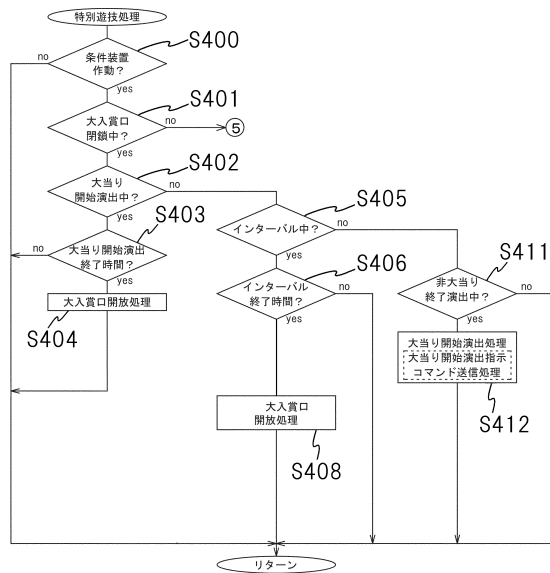 特別遊技処理
S400
no
条件装置
作動?
yes
S401
大入賞口
閉鎖中?
no
⑤
yes
S402
大当り
開始演出中?
no
yes
S403
S405
インターバル中?
no
yes
no
大当り開始演出
終了時間?
yes
S406
インターバル
終了時間?
no
yes
S411
非大当り
終了演出中?
no
yes
大入賞口開放処理
S404
大当り開始演出処理
大当り開始演出指示
コマンド送信処理
S412
大入賞口
開放処理
S408
リターン